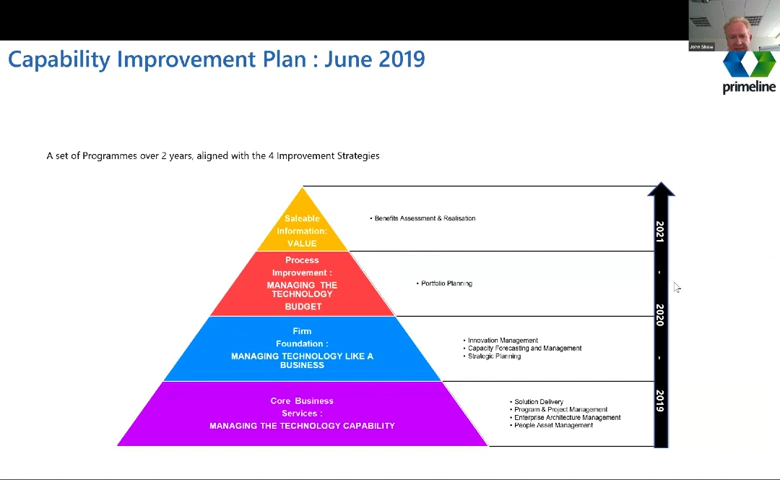 John Shaw
Capability Improvement Plan : June 2019
primeline
A set of Programmes over 2 years, aligned with the 4 Improvement Strategies
Saleable
Information:
VALUE
• Benefits Assessment & Realisation
Process
Improvement :
MANAGING THE
TECHNOLOGY
BUDGET
• Portfolio Planning
Firm
Foundation :
MANAGING TECHNOLOGY LIKE A
BUSINESS
• Innovation Management
• Capacity Forecasting and Management
• Strategic Planning
Core Business
Services :
MANAGING THE TECHNOLOGY CAPABILITY
• Solution Delivery
• Program & Project Management
• Enterprise Architecture Management
• People Asset Management
2021
-
2020
-
2019